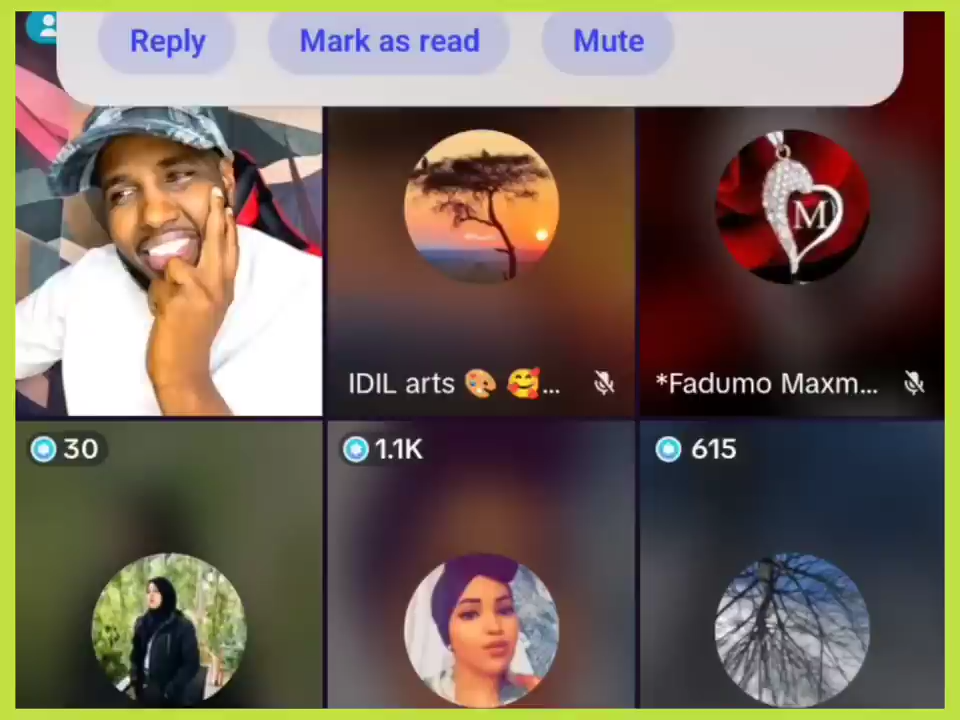 Reply Mark as read Mute
M
IDIL arts 🎨 🥰... *Fadumo Maxm...
30 1.1K 615